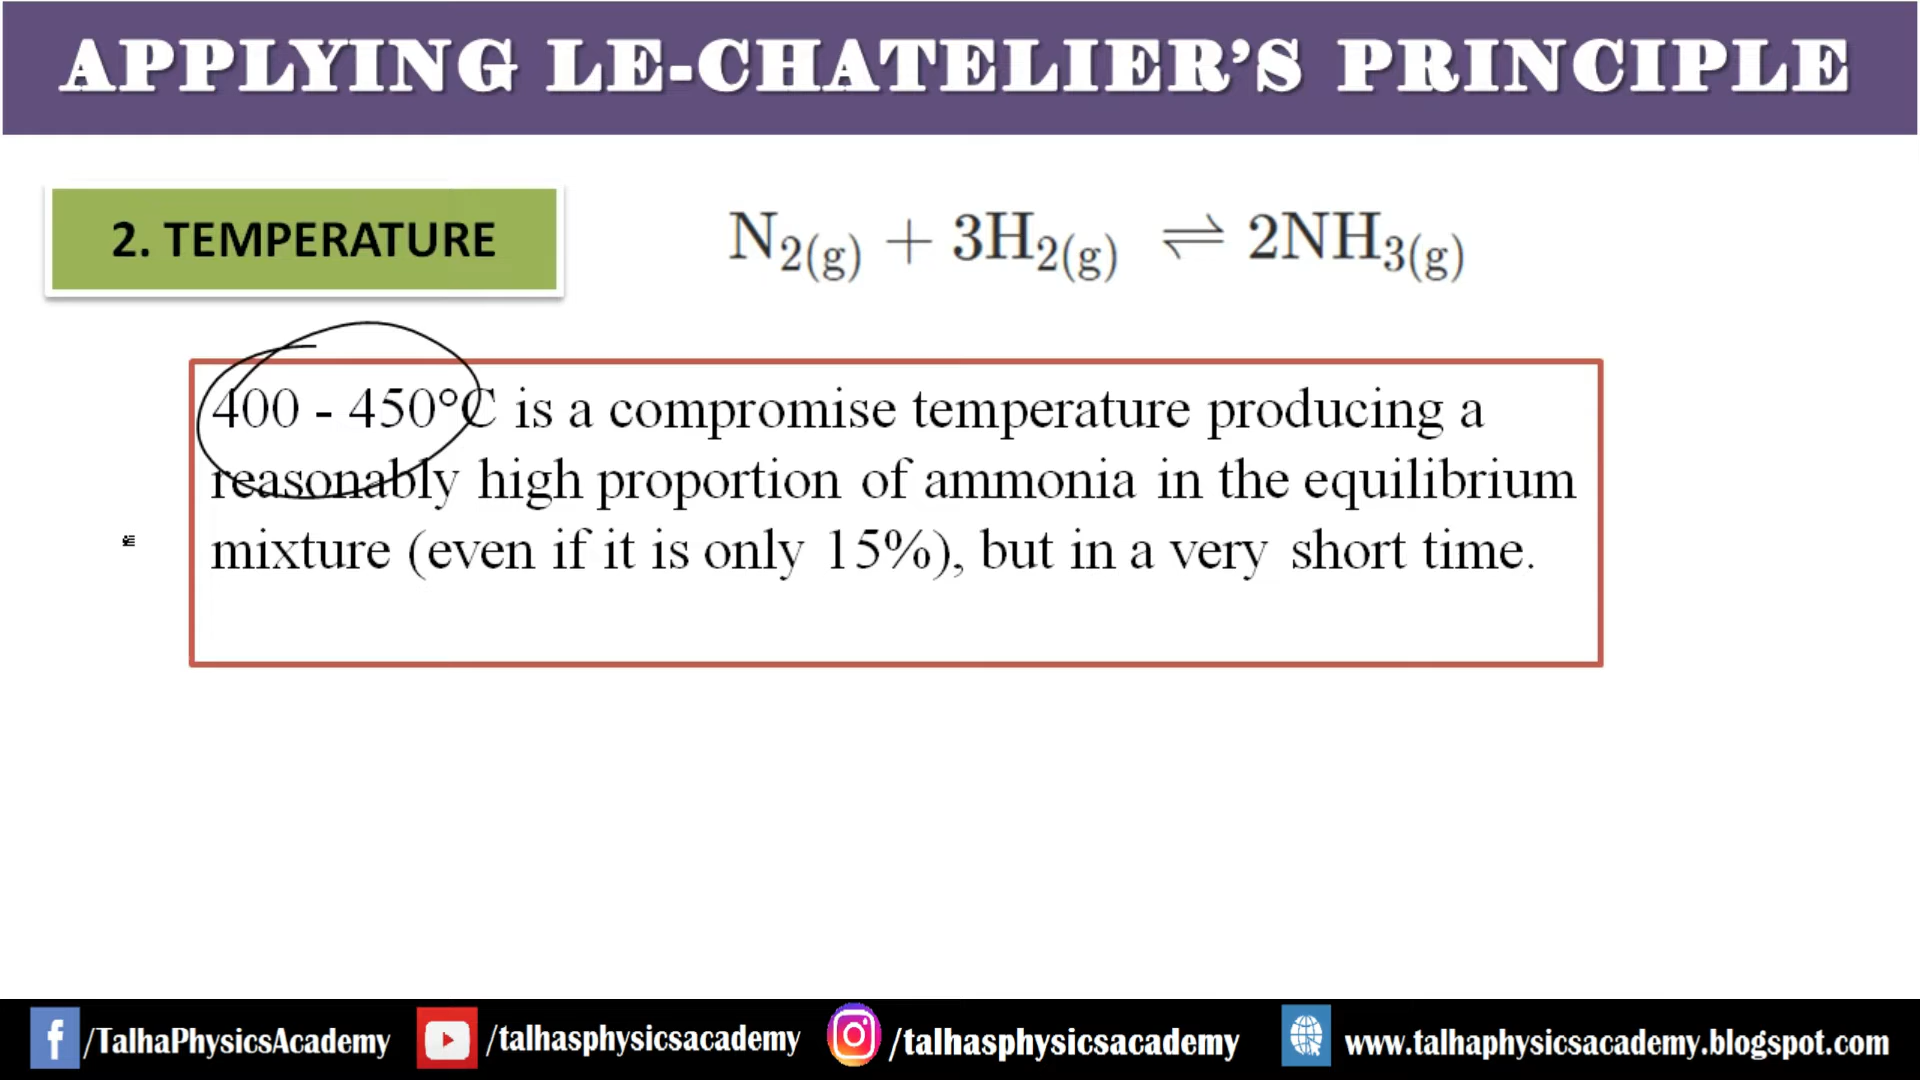 APPLYING LE-CHATELIER’S PRINCIPLE
2. TEMPERATURE
N₂(g) + 3H₂(g) ⇌ 2NH₃(g)
400 - 450°C is a compromise temperature producing a
reasonably high proportion of ammonia in the equilibrium
mixture (even if it is only 15%), but in a very short time.
/TalhaPhysicsAcademy /talhasphysicsacademy /talhasphysicsacademy www.talhaphysicsacademy.blogspot.com